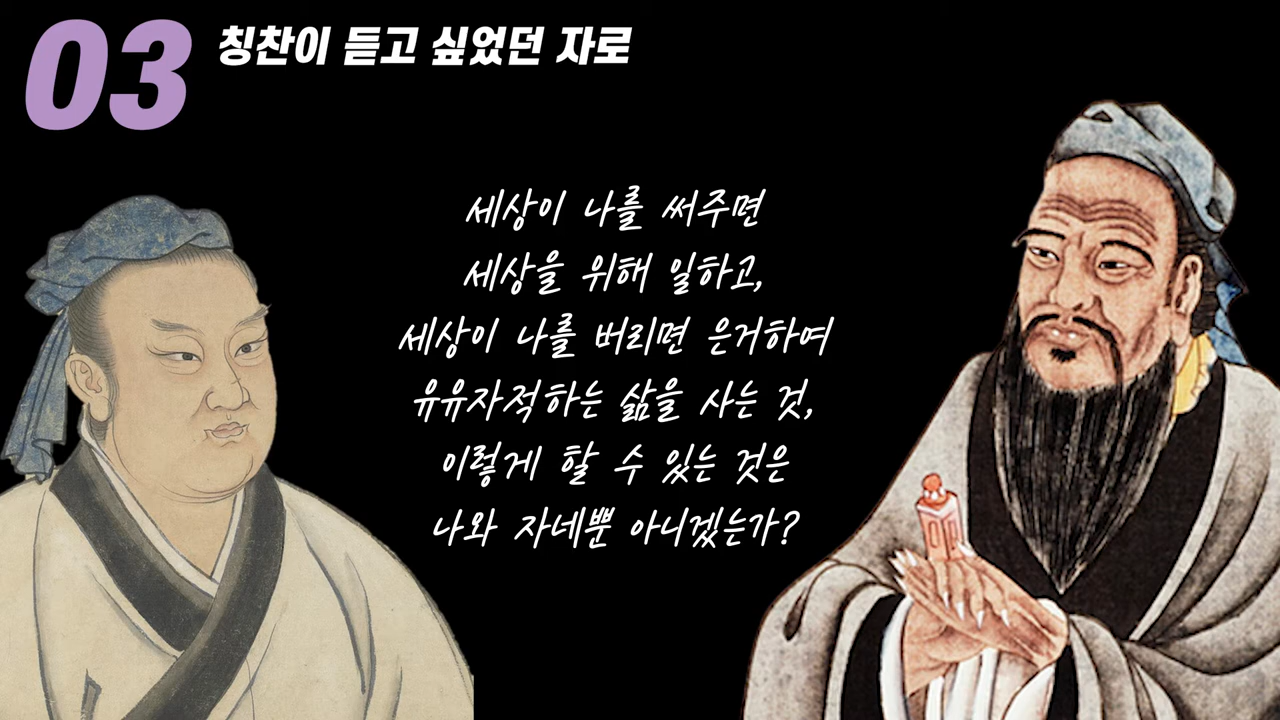 03
칭찬이 듣고 싶었던 자로
세상이 나를 써주면
세상을 위해 일하고,
세상이 나를 버리면 은거하여
유유자적하는 삶을 사는 것,
이렇게 할 수 있는 것은
나와 자네뿐 아니겠는가?